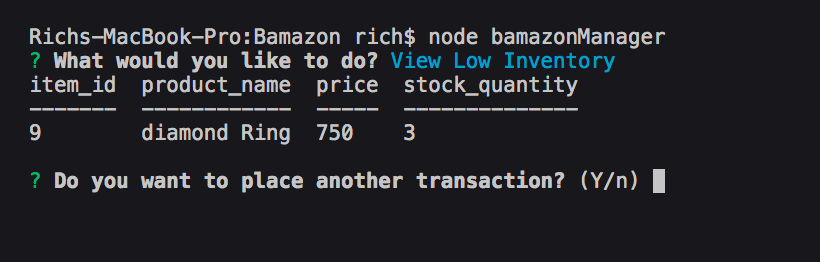 Richs-MacBook-Pro:Bamazon rich$ node bamazonManager
? What would you like to do? View Low Inventory
item_id  product_name  price  stock_quantity
-------  ------------  -----  --------------
9        diamond Ring  750    3
? Do you want to place another transaction? (Y/n)